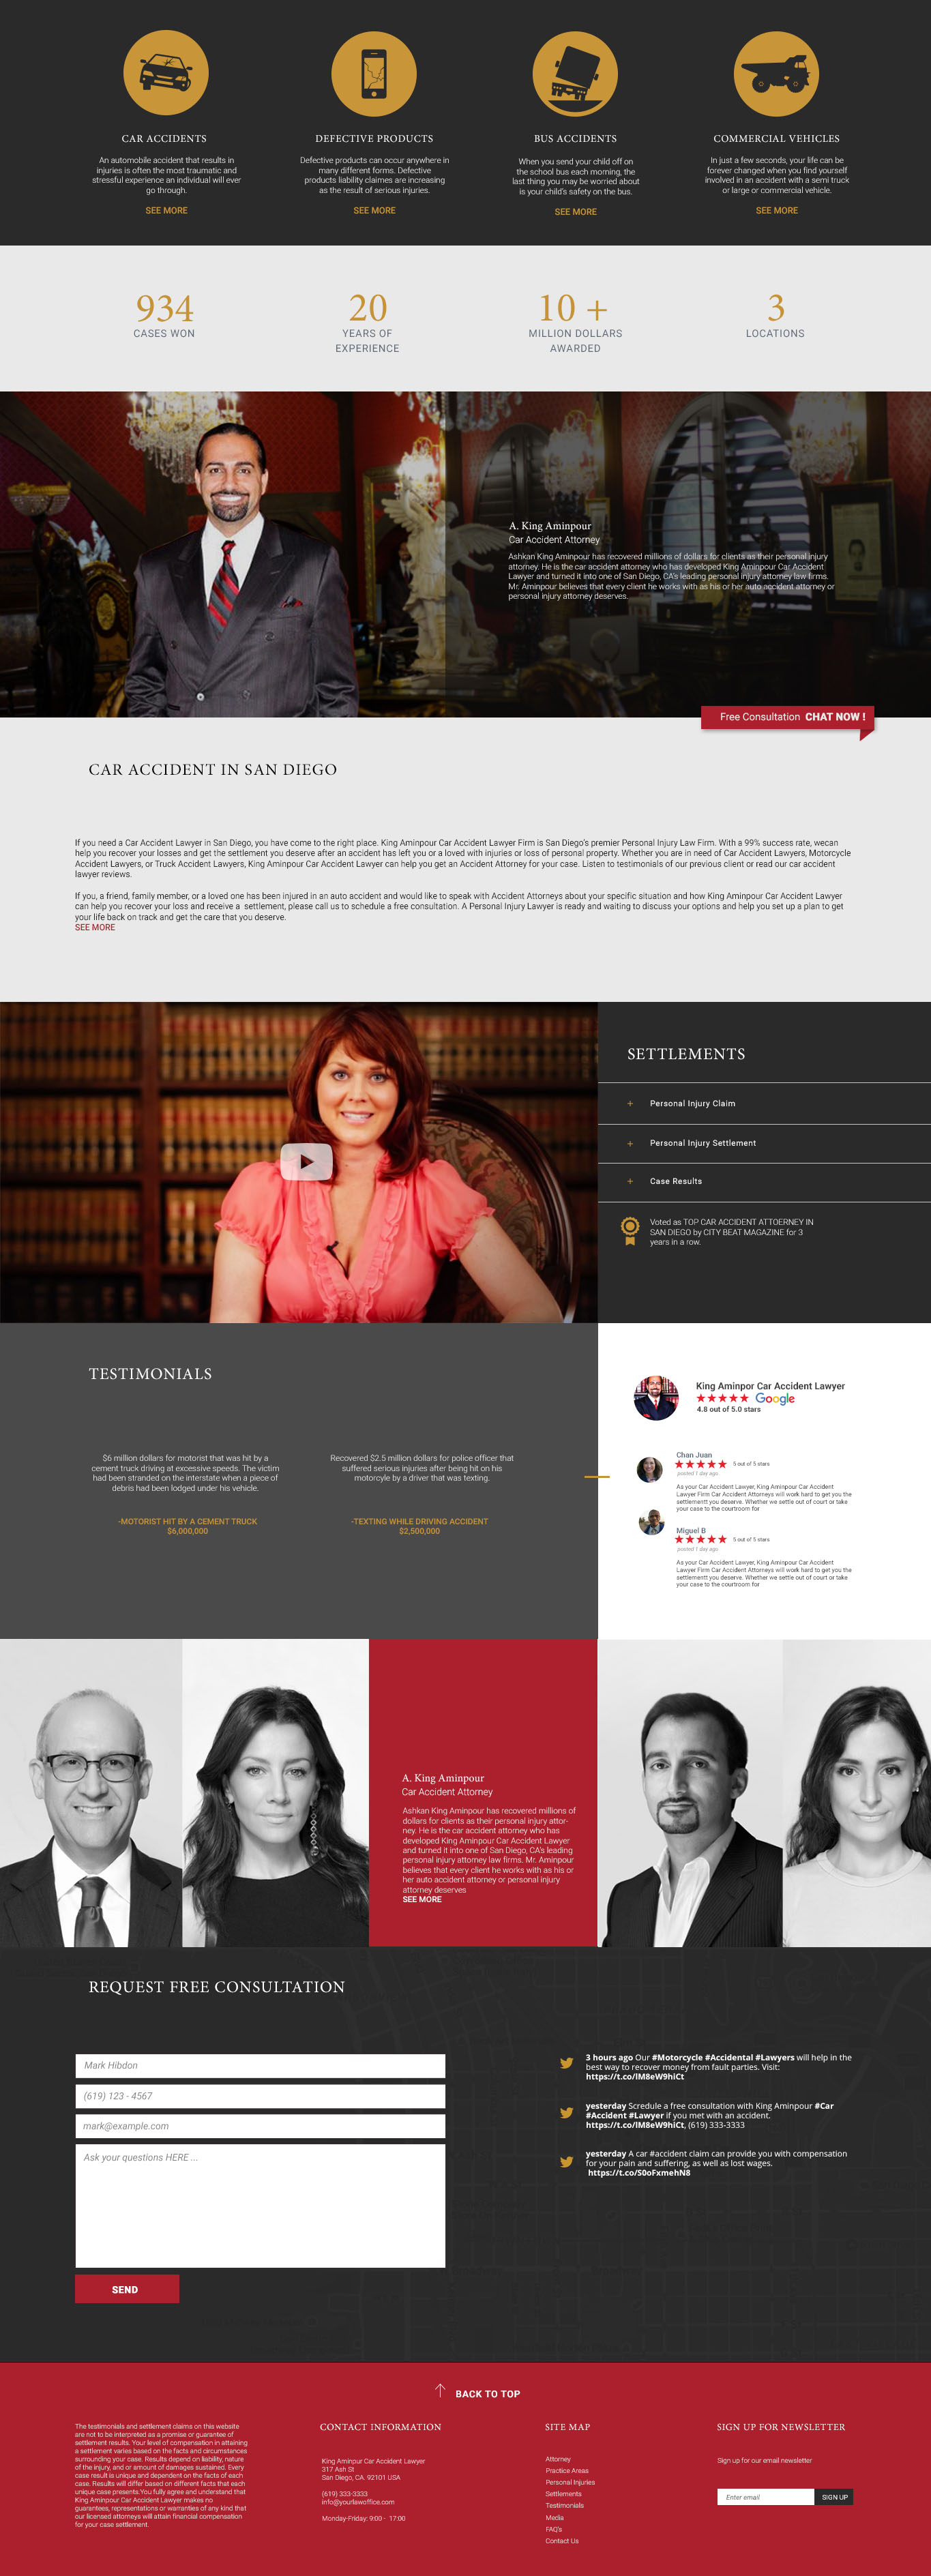 CAR ACCIDENTS
An automobile accident that results in
injuries is often the most traumatic and
stressful experience an individual will ever
go through.
SEE MORE
DEFECTIVE PRODUCTS
Defective products can occur anywhere in
many different forms. Defective
products liability claimes are increasing
as the result of serious injuries.
SEE MORE
BUS ACCIDENTS
When you send your child off on
the school bus each morning, the
last thing you may be worried about
is your child's safety on the bus.
SEE MORE
COMMERCIAL VEHICLES
In just a few seconds, your life can be
forever changed when you find yourself
involved in an accident with a semi truck
or large or commercial vehicle.
SEE MORE
934
CASES WON
20
YEARS OF
EXPERIENCE
10 +
MILLION DOLLARS
AWARDED
3
LOCATIONS
A. King Aminpour
Car Accident Attorney
Ashkan King Aminpour has recovered millions of dollars for clients as their personal injury
attorney. He is the car accident attorney who has developed King Aminpour Car Accident
Lawyer and turned it into one of San Diego, CA's leading personal injury attorney law firms.
Mr. Aminpour believes that every client he works with as his or her auto accident attorney or
personal injury attorney deserves.
Free Consultation CHAT NOW !
CAR ACCIDENT IN SAN DIEGO
If you need a Car Accident Lawyer in San Diego, you have come to the right place. King Aminpour Car Accident Lawyer Firm is San Diego's premier Personal Injury Law Firm. With a 99% success rate, wecan
help you recover your losses and get the settlement you deserve after an accident has left you or a loved with injuries or loss of personal property. Whether you are in need of Car Accident Lawyers, Motorcycle
Accident Lawyers, or Truck Accident Lawyers, King Aminpour Car Accident Lawyer can help you get an Accident Attorney for your case. Listen to testimonials of our previous client or read our car accident
lawyer reviews.
If you, a friend, family member, or a loved one has been injured in an auto accident and would like to speak with Accident Attorneys about your specific situation and how King Aminpour Car Accident Lawyer
can help you recover your loss and receive a settlement, please call us to schedule a free consultation. A Personal Injury Lawyer is ready and waiting to discuss your options and help you set up a plan to get
your life back on track and get the care that you deserve.
SEE MORE
SETTLEMENTS
+ Personal Injury Claim
+ Personal Injury Settlement
+ Case Results
Voted as TOP CAR ACCIDENT ATTOERNEY IN
SAN DIEGO by CITY BEAT MAGAZINE for 3
years in a row.
TESTIMONIALS
$6 million dollars for motorist that was hit by a
cement truck driving at excessive speeds. The victim
had been stranded on the interstate when a piece of
debris had been lodged under his vehicle.
-MOTORIST HIT BY A CEMENT TRUCK
$6,000,000
Recovered $2.5 million dollars for police officer that
suffered serious injuries after being hit on his
motorcyle by a driver that was texting.
-TEXTING WHILE DRIVING ACCIDENT
$2,500,000
King Aminpor Car Accident Lawyer
Google
4.8 out of 5.0 stars
Chan Juan
5 out of 5 stars
posted 1 day ago
As your Car Accident Lawyer, King Aminpour Car Accident
Lawyer Firm Car Accident Attorneys will work hard to get you the
settlementt you deserve. Whether we settle out of court or take
your case to the courtroom for
Miguel B
5 out of 5 stars
posted 1 day ago
As your Car Accident Lawyer, King Aminpour Car Accident
Lawyer Firm Car Accident Attorneys will work hard to get you the
settlementt you deserve. Whether we settle out of court or take
your case to the courtroom for
A. King Aminpour
Car Accident Attorney
Ashkan King Aminpour has recovered millions of
dollars for clients as their personal injury attor-
ney. He is the car accident attorney who has
developed King Aminpour Car Accident Lawyer
and turned it into one of San Diego, CA's leading
personal injury attorney law firms. Mr. Aminpour
believes that every client he works with as his or
her auto accident attorney or personal injury
attorney deserves
SEE MORE
REQUEST FREE CONSULTATION
Mark Hibdon
(619) 123 - 4567
mark@example.com
Ask your questions HERE ...
SEND
3 hours ago Our #Motorcycle #Accidental #Lawyers will help in the
best way to recover money from fault parties. Visit:
https://t.co/lM8eW9hiCt
yesterday Scredule a free consultation with King Aminpour #Car
#Accident #Lawyer if you met with an accident.
https://t.co/lM8eW9hiCt, (619) 333-3333
yesterday A car #accident claim can provide you with compensation
for your pain and suffering, as well as lost wages.
https://t.co/S0oFxmehN8
BACK TO TOP
The testimonials and settlement claims on this website
are not to be interpreted as a promise or guarantee of
settlement results. Your level of compensation in attaining
a settlement varies based on the facts and circumstances
surrounding your case. Results depend on liability, nature
of the injury, and or amount of damages sustained. Every
case result is unique and dependent on the facts of each
case. Results will differ based on different facts that each
unique case presents.You fully agree and understand that
King Aminpour Car Accident Lawyer makes no
guarantees, representations or warranties of any kind that
our licensed attorneys will attain financial compensation
for your case settlement.
CONTACT INFORMATION
King Aminpur Car Accident Lawyer
317 Ash St
San Diego, CA. 92101 USA
(619) 333-3333
info@yourlawoffice.com
Monday-Friday: 9:00 - 17:00
SITE MAP
Attorney
Practice Areas
Personal Injuries
Settlements
Testimonials
Media
FAQ's
Contact Us
SIGN UP FOR NEWSLETTER
Sign up for our email newsletter
Enter email
SIGN UP